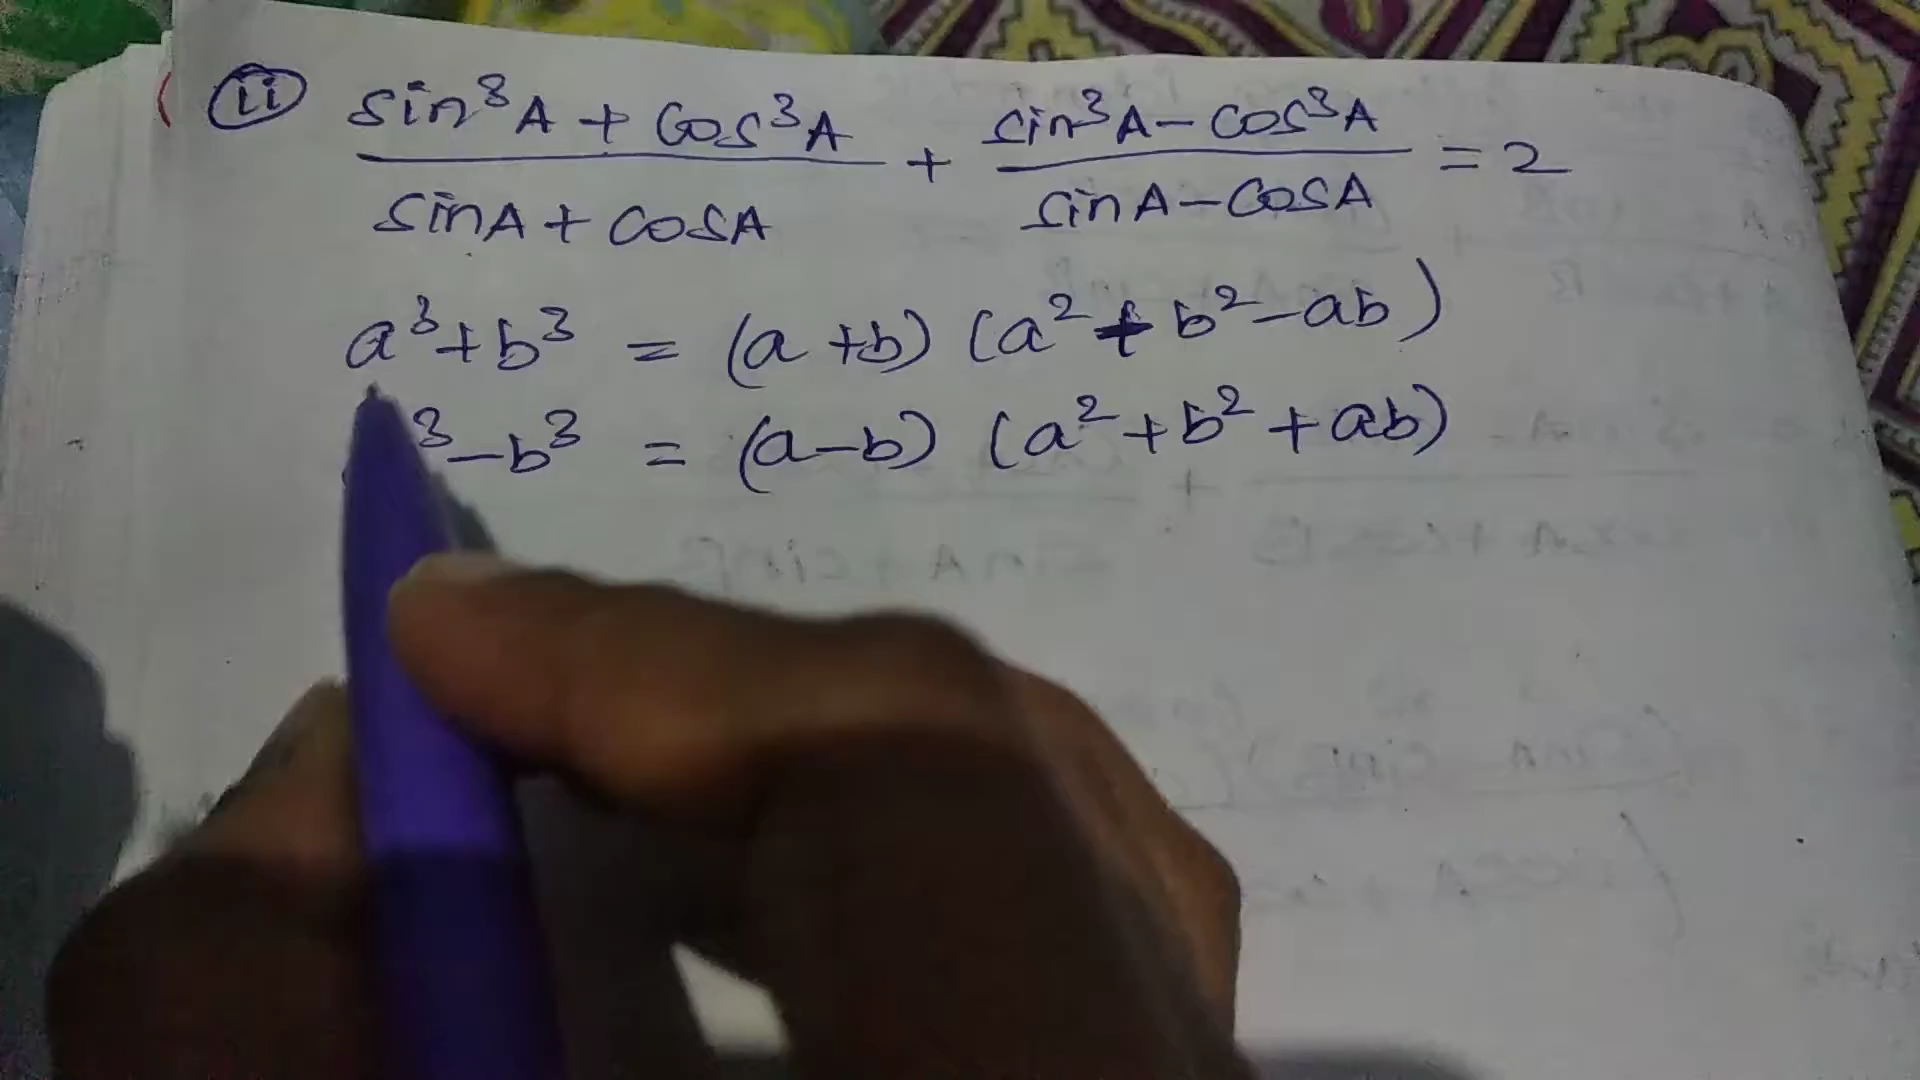 (ii) sin³A + cos³A / sinA + cosA + sin³A - cos³A / sinA - cosA = 2
a³ + b³ = (a + b) (a² + b² - ab)
³ - b³ = (a - b) (a² + b² + ab)